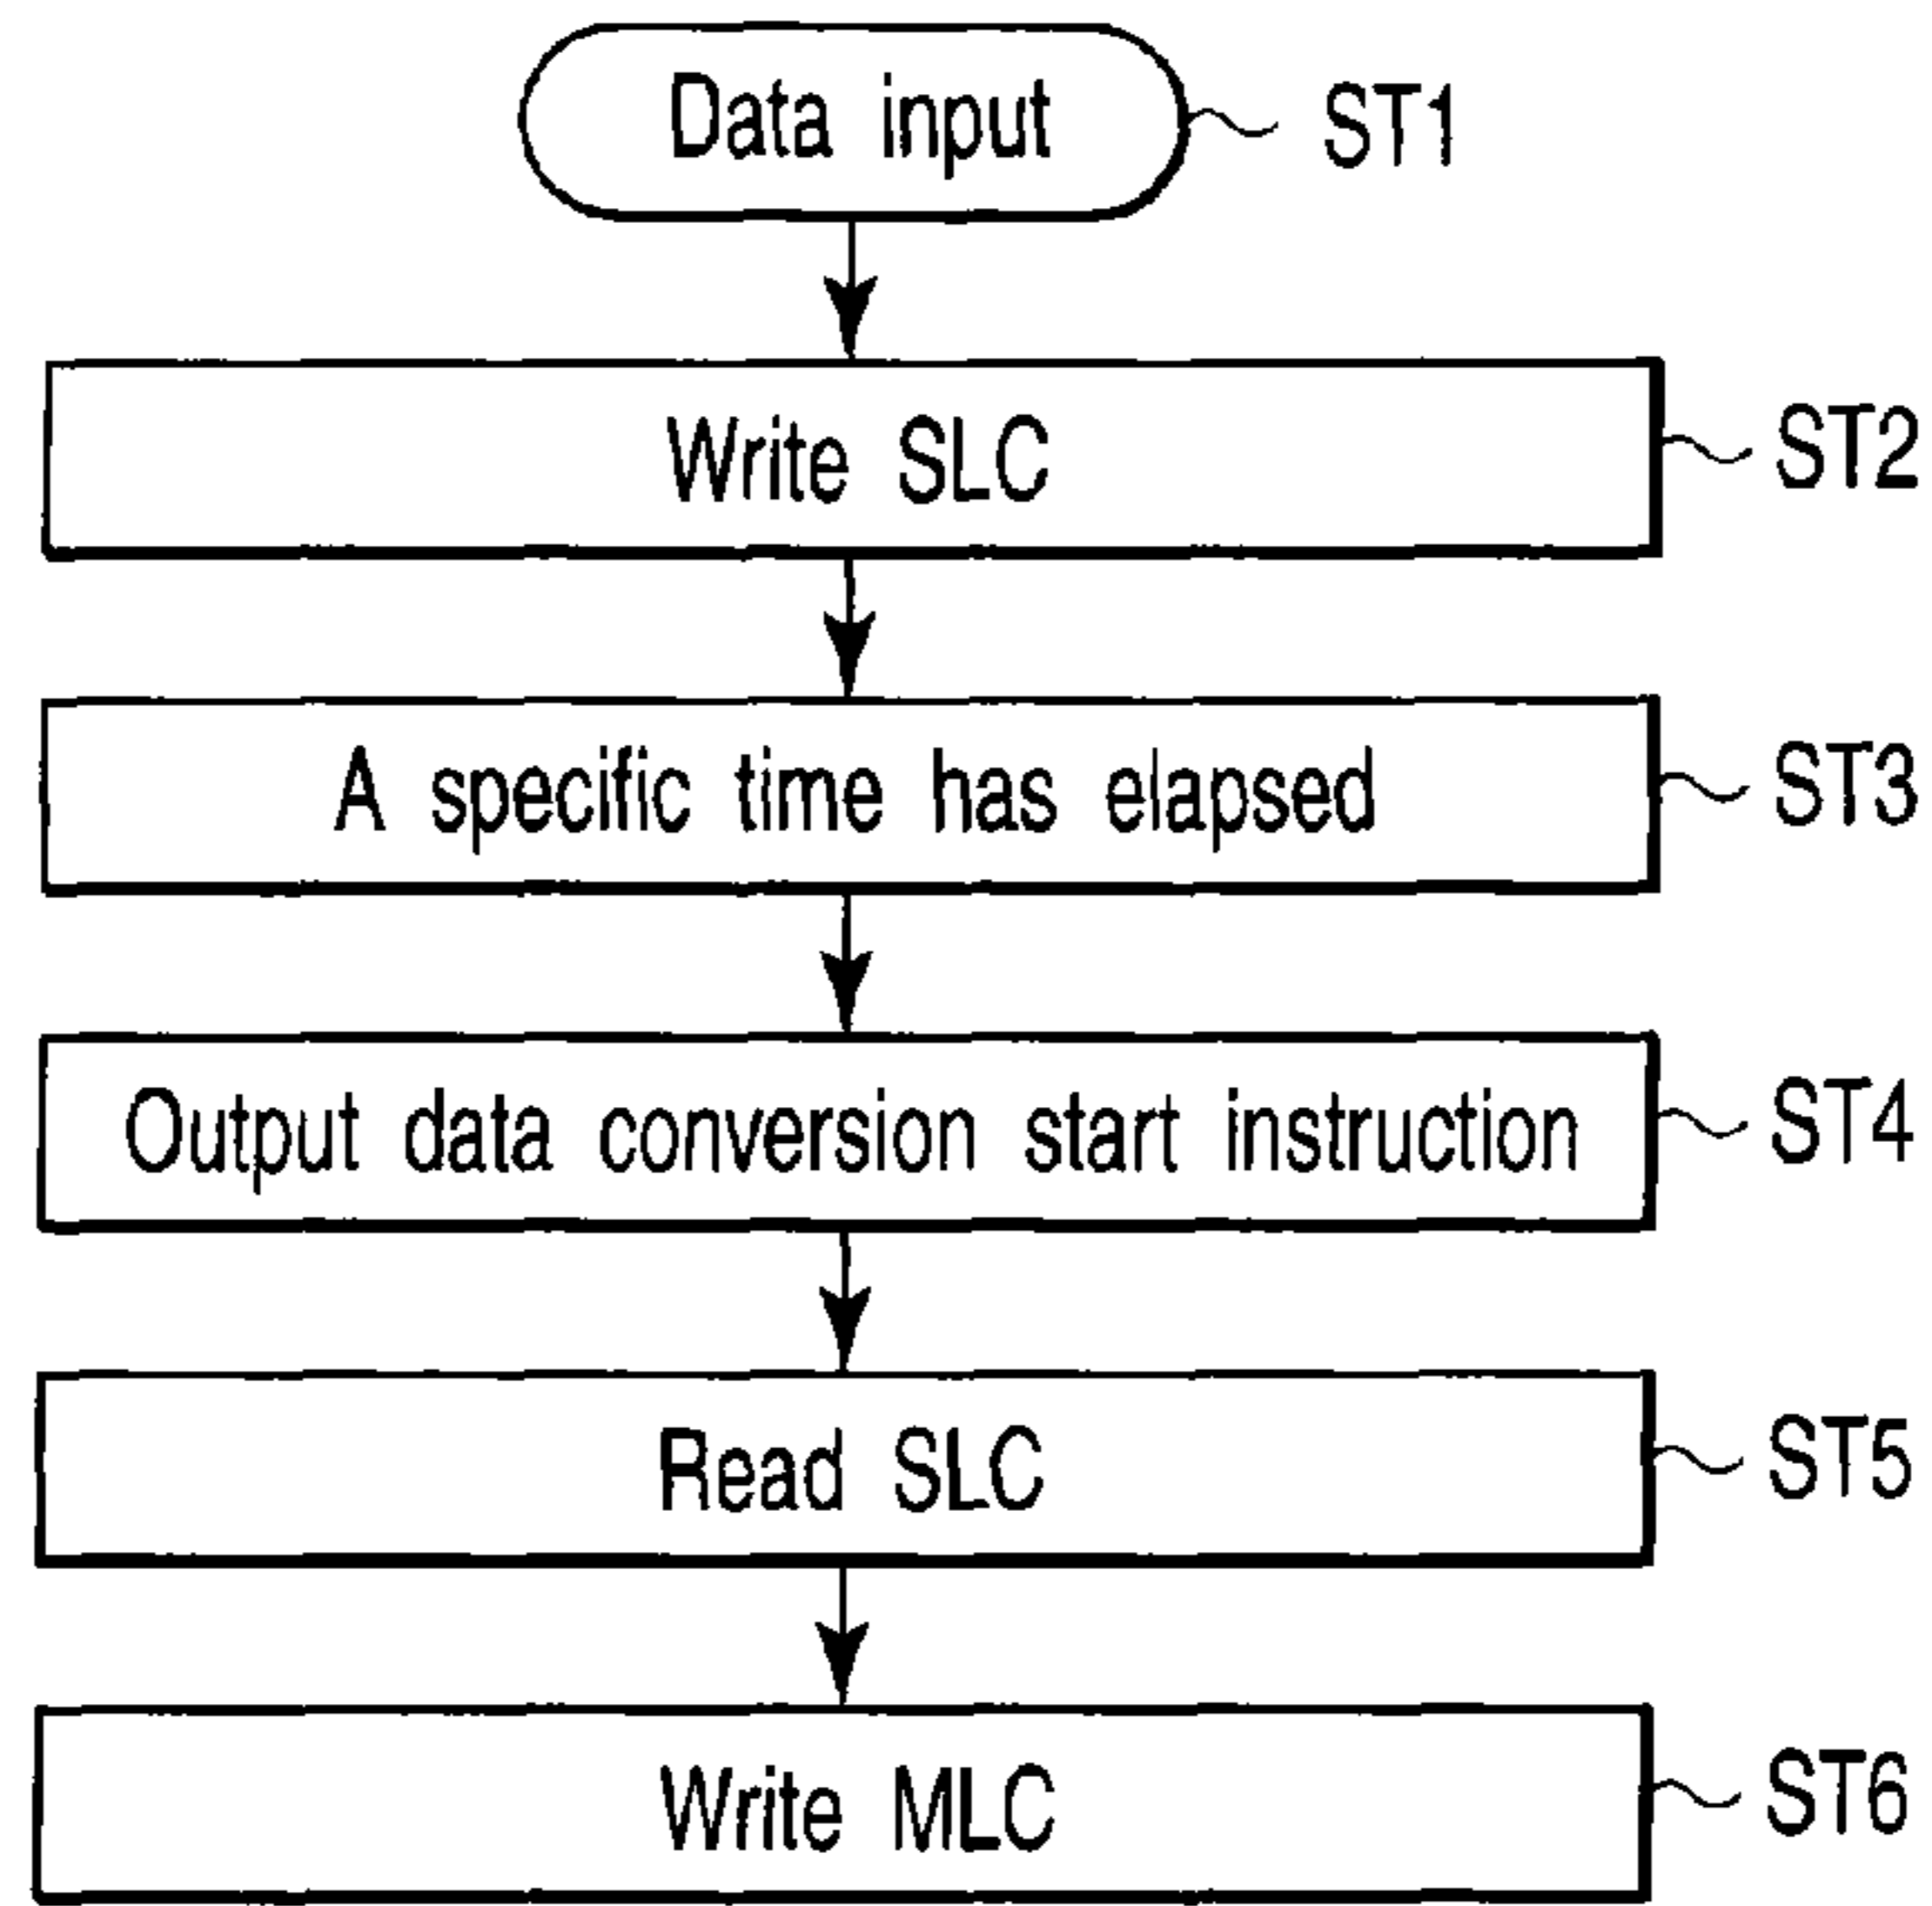 Data input ST1
Write SLC ST2
A specific time has elapsed ST3
Output data conversion start instruction ST4
Read SLC ST5
Write MLC ST6